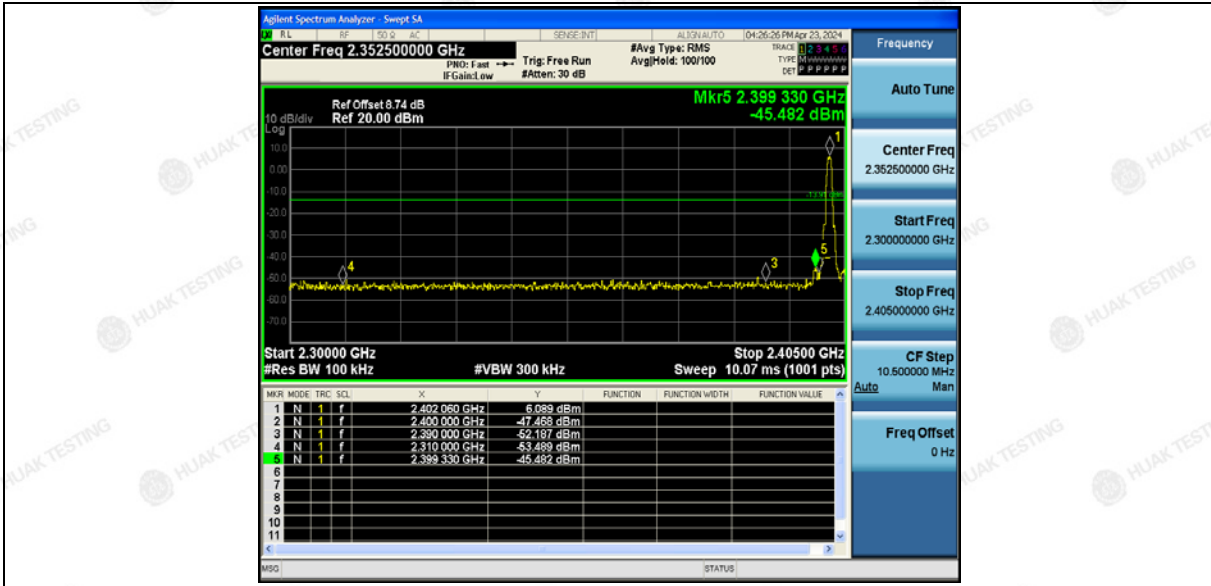 Agilent Spectrum Analyzer - Swept SA
RL RF 50 Ω AC SENSE:INT ALIGN AUTO 04:26:26 PM Apr 23, 2024
Center Freq 2.352500000 GHz
PNO: Fast
IFGain:Low
Trig: Free Run
#Atten: 30 dB
#Avg Type: RMS
Avg|Hold: 100/100
TRACE 1 2 3 4 5 6
TYPE M
DET P P P P P P
Frequency
Ref Offset 8.74 dB
Ref 20.00 dBm
10 dB/div
Log
Mkr5 2.399 330 GHz
-45.482 dBm
10.0
0.00
-10.0
-20.0
-30.0
-40.0
-50.0
-60.0
-70.0
1
4
3
5
Start 2.30000 GHz
#Res BW 100 kHz
#VBW 300 kHz
Stop 2.40500 GHz
Sweep 10.07 ms (1001 pts)
MKR MODE TRC SCL X Y FUNCTION FUNCTION WIDTH FUNCTION VALUE
1 N 1 f 2.402 060 GHz 6.089 dBm
2 N 1 f 2.400 000 GHz -47.468 dBm
3 N 1 f 2.390 000 GHz -52.187 dBm
4 N 1 f 2.310 000 GHz -53.489 dBm
5 N 1 f 2.399 330 GHz -45.482 dBm
6
7
8
9
10
11
MSG
STATUS
Auto Tune
Center Freq
2.352500000 GHz
Start Freq
2.300000000 GHz
Stop Freq
2.405000000 GHz
CF Step
10.500000 MHz
Auto Man
Freq Offset
0 Hz
HUAK TESTING
HUAK TESTING
HUAK TESTING
HUAK TESTING